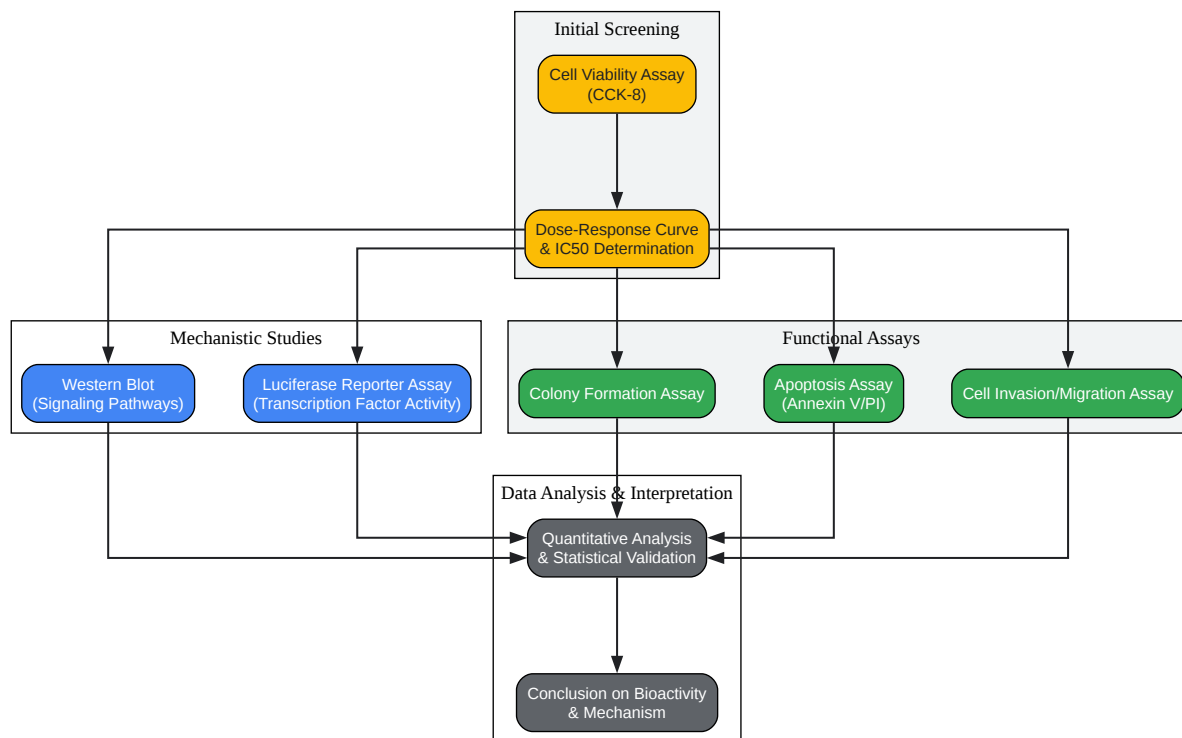 Initial Screening
Cell Viability Assay
(CCK-8)
Dose-Response Curve
& IC50 Determination
Mechanistic Studies
Western Blot
(Signaling Pathways)
Luciferase Reporter Assay
(Transcription Factor Activity)
Functional Assays
Colony Formation Assay
Apoptosis Assay
(Annexin V/PI)
Cell Invasion/Migration Assay
Data Analysis & Interpretation
Quantitative Analysis
& Statistical Validation
Conclusion on Bioactivity
& Mechanism